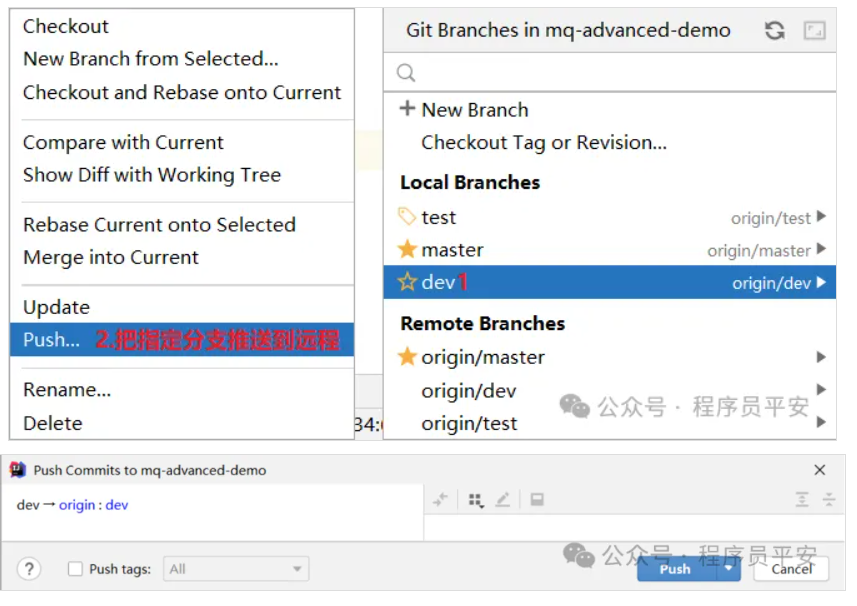 Checkout
New Branch from Selected...
Checkout and Rebase onto Current
Compare with Current
Show Diff with Working Tree
Rebase Current onto Selected
Merge into Current
Update
Push... 2.把指定分支推送到远程
Rename...
Delete
34:
Git Branches in mq-advanced-demo
New Branch
Checkout Tag or Revision...
Local Branches
test origin/test
master origin/master
dev 1 origin/dev
Remote Branches
origin/master
origin/dev
origin/test
公众号 · 程序员平安
Push Commits to mq-advanced-demo
dev → origin : dev
公众号 · 程序员平安
? Push tags: All Push Cancel